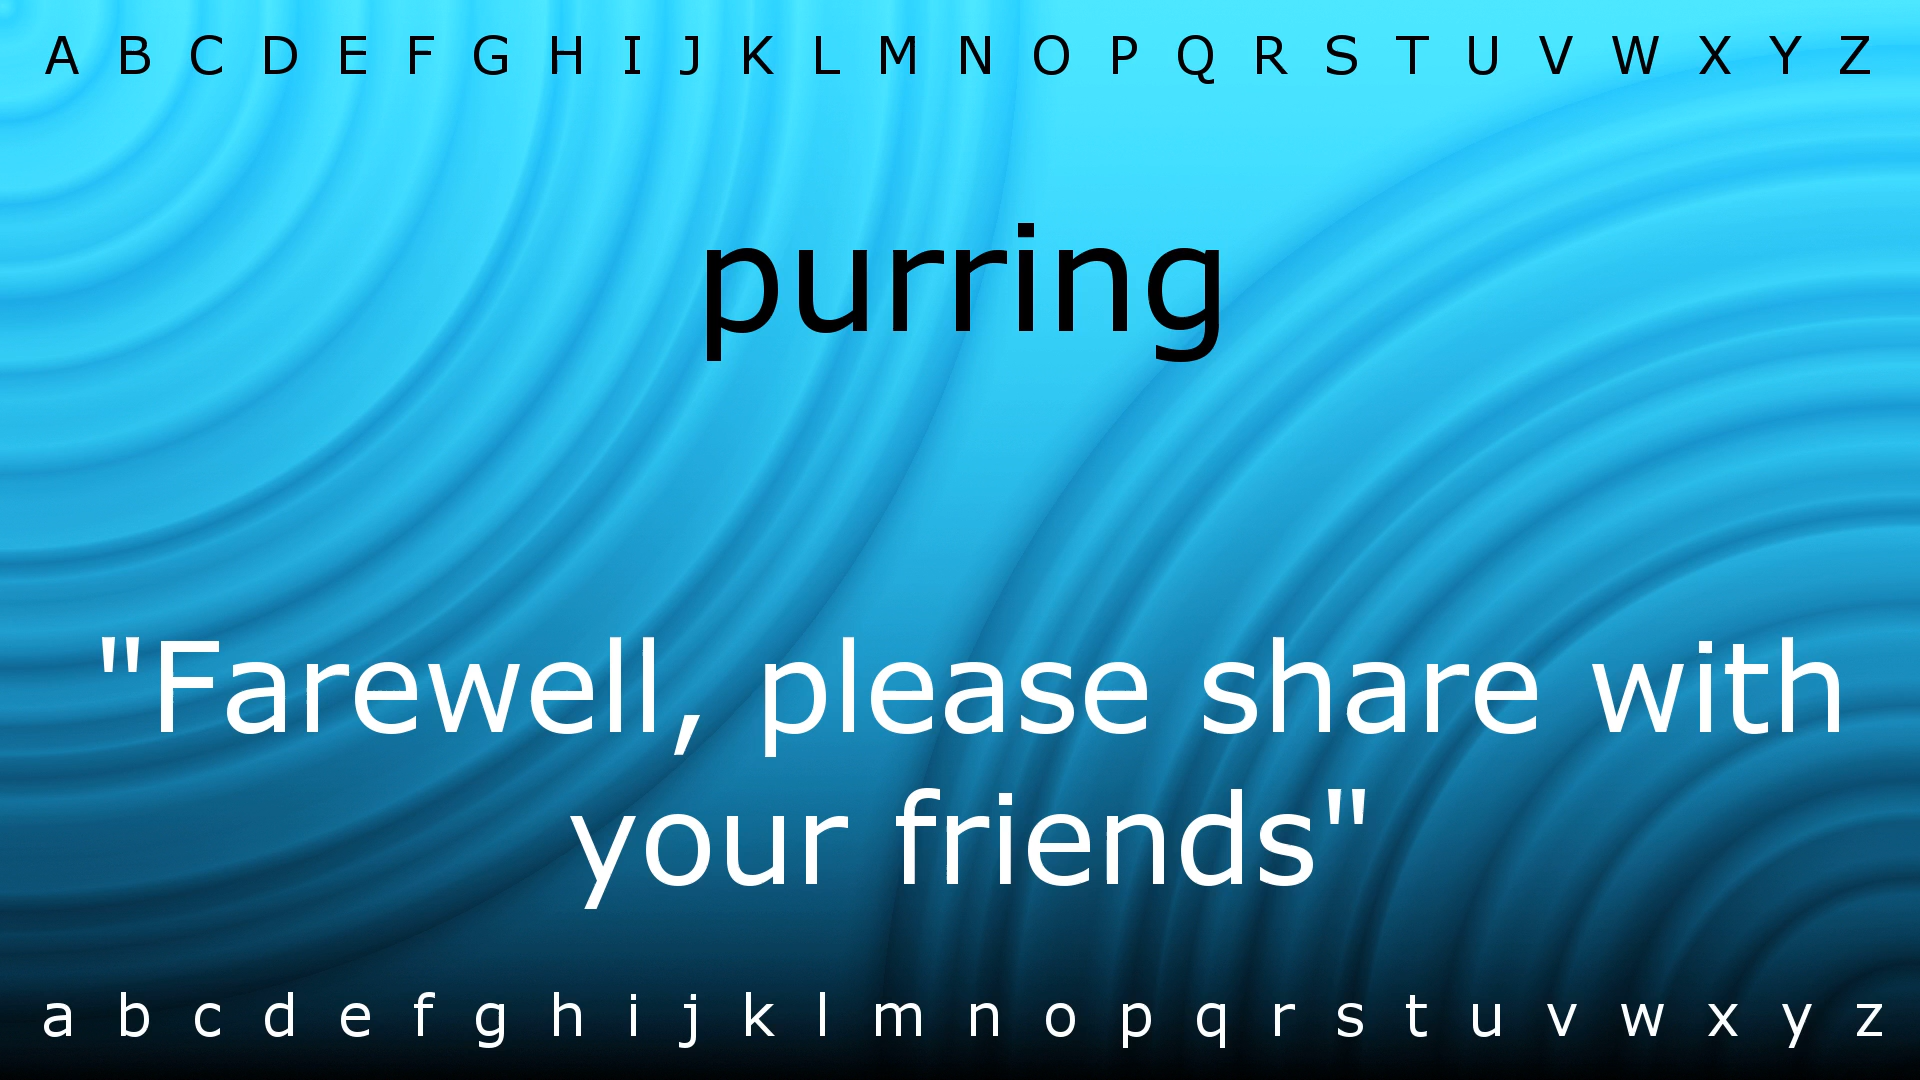 A B C D E F G H I J K L M N O P Q R S T U V W X Y Z
purring
"Farewell, please share with
your friends"
a b c d e f g h i j k l m n o p q r s t u v w x y z